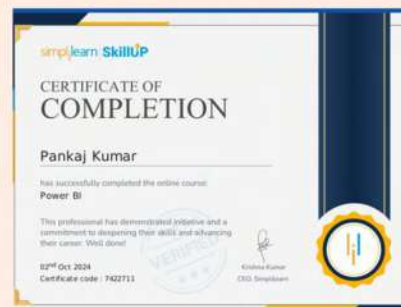 simplilearn SkillUP
CERTIFICATE OF
COMPLETION
Pankaj Kumar
has successfully completed the online course:
Power BI
This professional has demonstrated initiative and a
commitment to deepening their skills and advancing
their career. Well done!
VERIFIED
02nd Oct 2024
Certificate code : 7422711
Krishna Kumar
CEO, Simplilearn